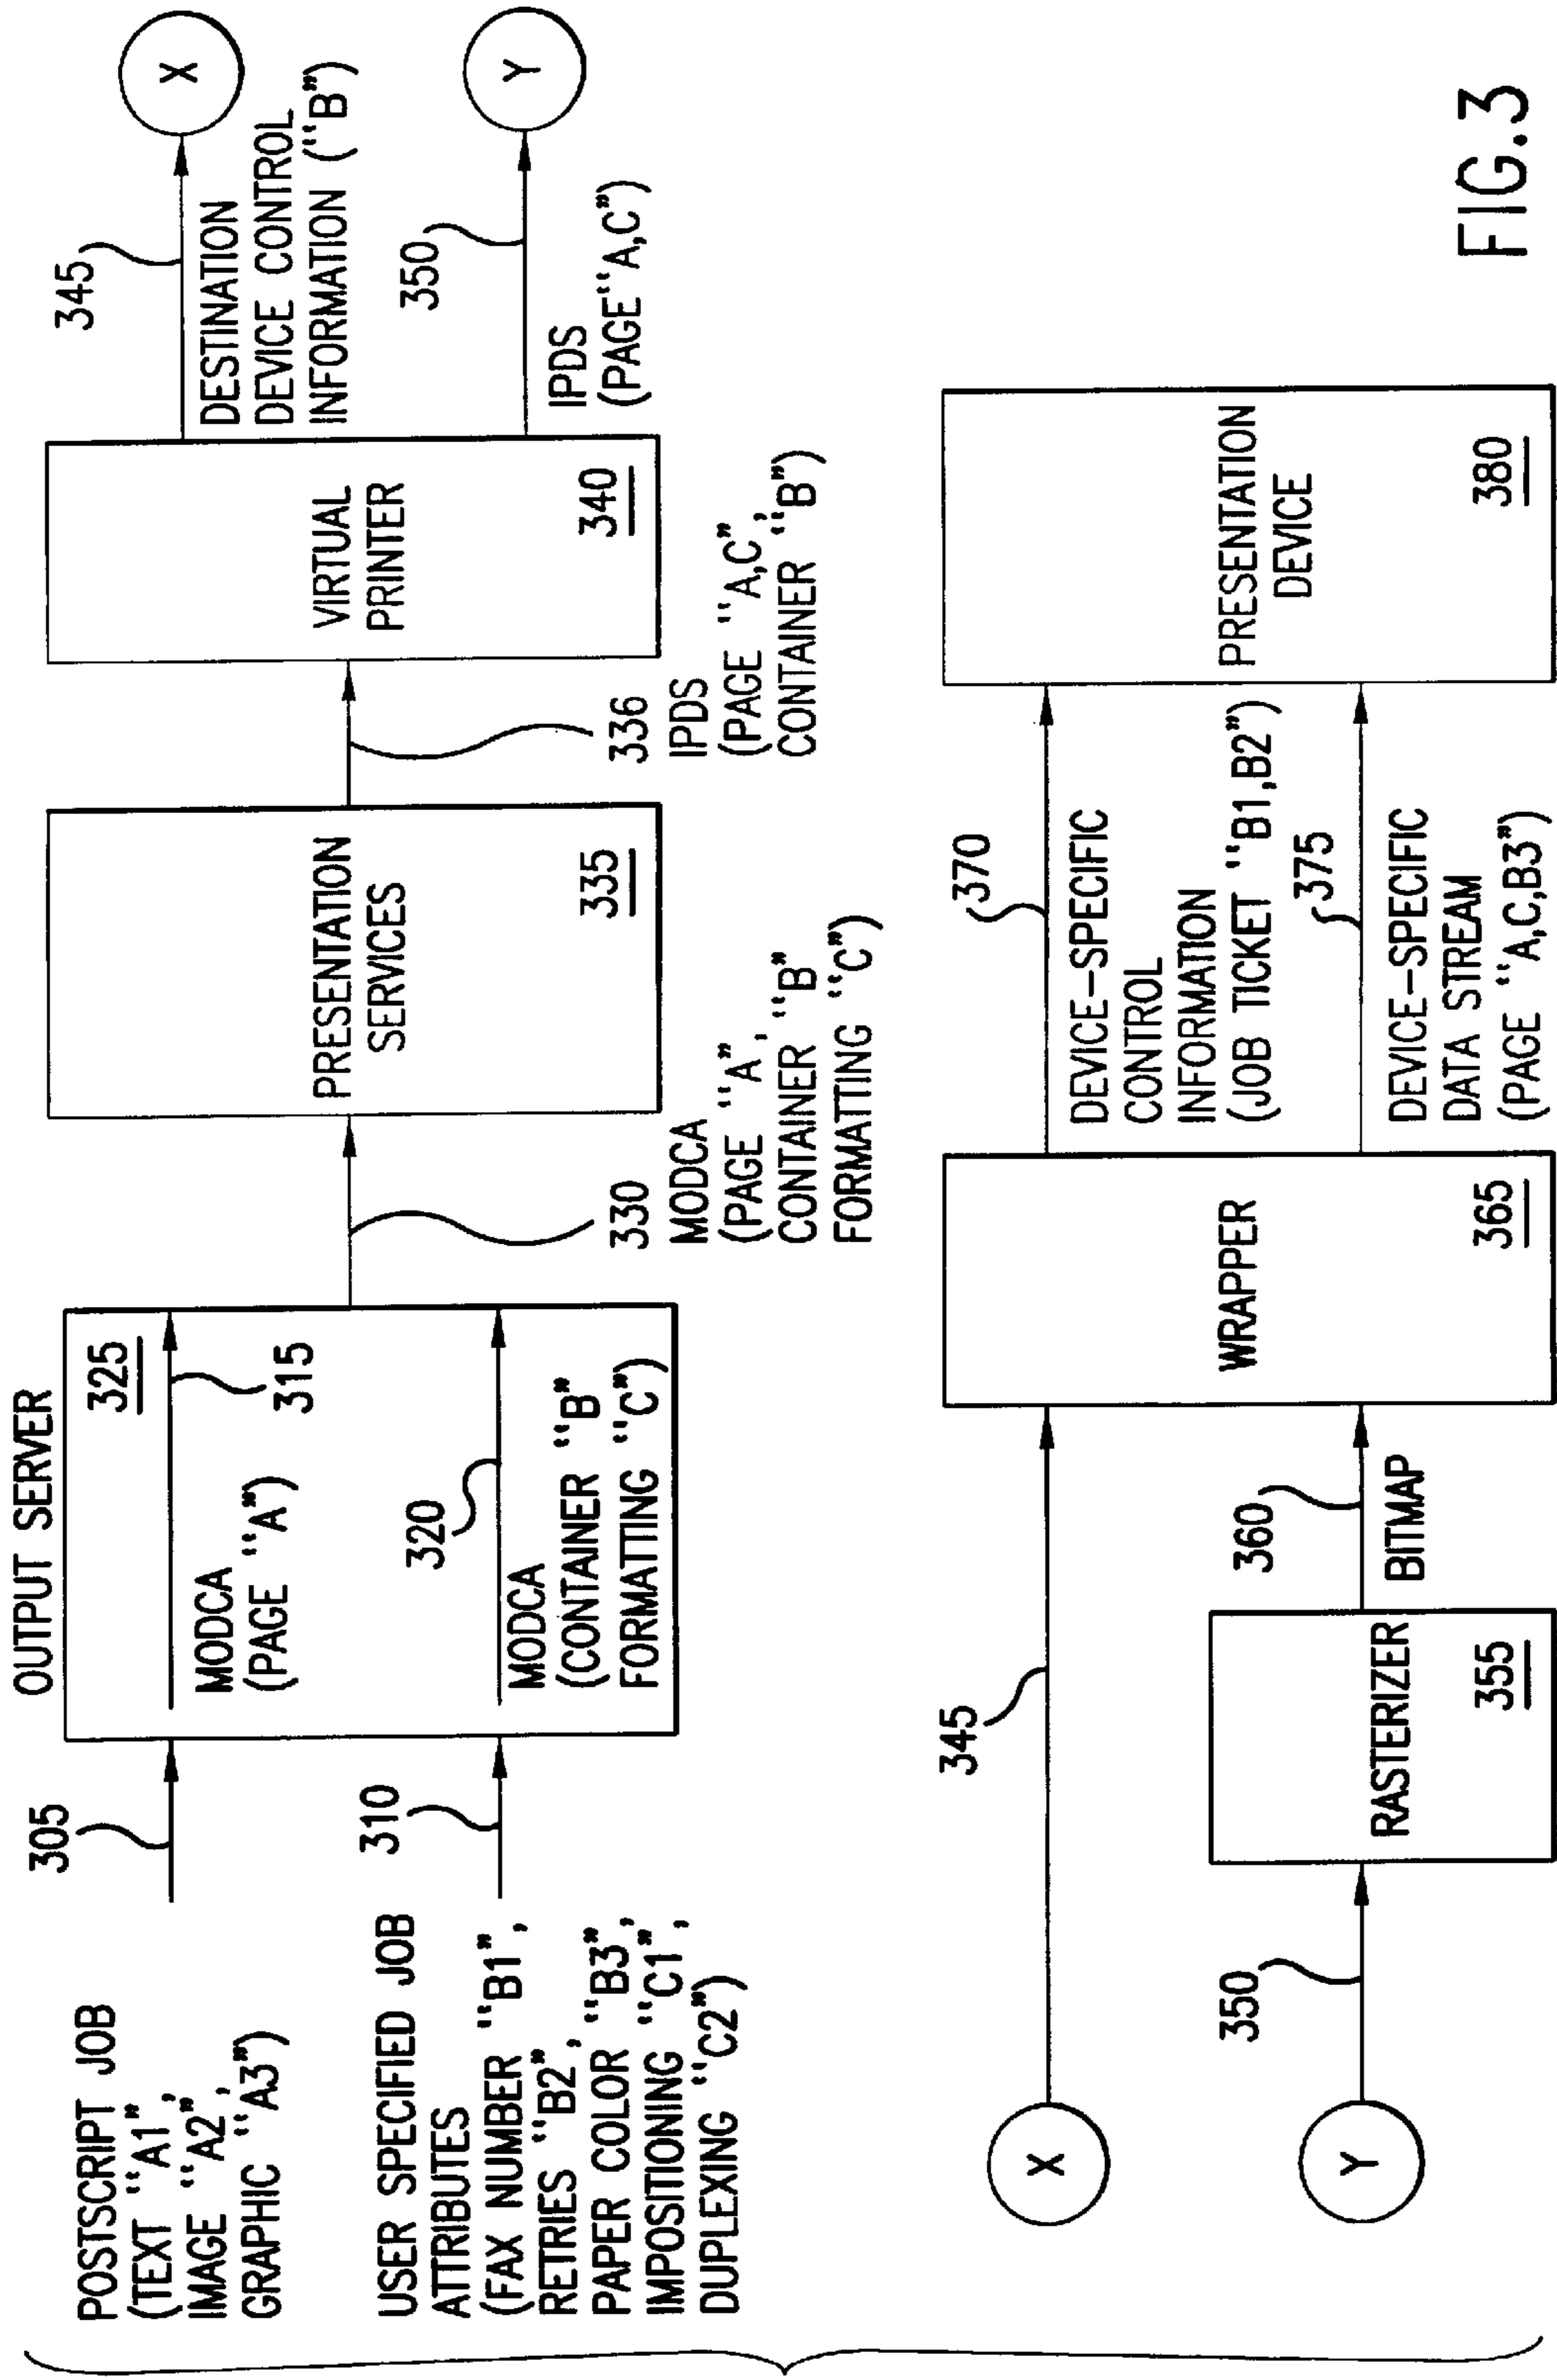 POSTSCRIPT JOB
(TEXT "A1",
IMAGE "A2",
GRAPHIC "A3")
305
USER SPECIFIED JOB
ATTRIBUTES
(FAX NUMBER "B1",
RETRIES "B2",
PAPER COLOR "B3",
IMPOSITIONING "C1",
DUPLEXING "C2")
310
OUTPUT SERVER
325
315
MODCA
(PAGE "A")
320
MODCA
(CONTAINER "B"
FORMATTING "C")
330
MODCA
(PAGE "A",
CONTAINER "B"
FORMATTING "C")
PRESENTATION
SERVICES
335
336
IPDS
(PAGE "A,C",
CONTAINER "B")
VIRTUAL
PRINTER
340
345
DESTINATION
DEVICE CONTROL
INFORMATION ("B")
X
350
IPDS
(PAGE"A,C")
Y
X
345
Y
350
RASTERIZER
355
360
BITMAP
WRAPPER
365
370
DEVICE-SPECIFIC
CONTROL
INFORMATION
(JOB TICKET "B1,B2")
375
DEVICE-SPECIFIC
DATA STREAM
(PAGE "A,C,B3")
PRESENTATION
DEVICE
380
FIG.3